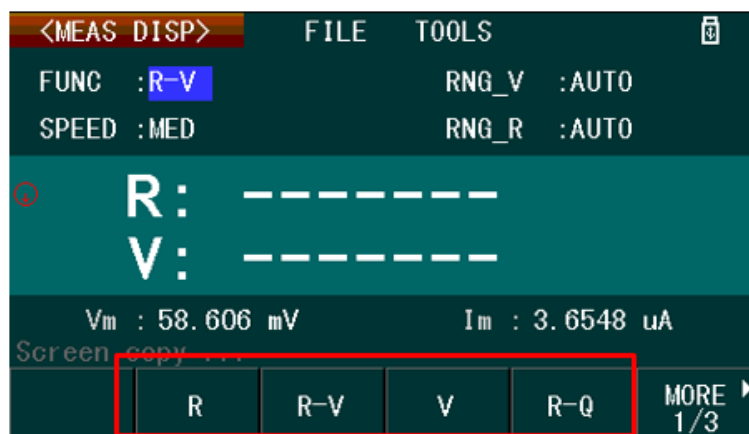 <MEAS DISP> FILE TOOLS
FUNC :R-V RNG_V :AUTO
SPEED :MED RNG_R :AUTO
R: -------
V: -------
Vm : 58.606 mV Im : 3.6548 uA
Screen copy ...
R R-V V R-Q MORE 1/3